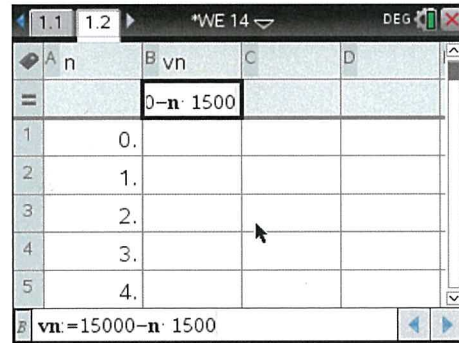 1.1 1.2 *WE 14 DEG
A n B vn C D
= 0−n· 1500
1 0.
2 1.
3 2.
4 3.
5 4.
B vn:=15000−n· 1500